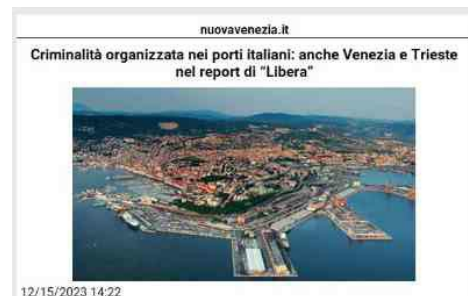 nuovavenezia.it
Criminalità organizzata nei porti italiani: anche Venezia e Trieste
nel report di “Libera”
12/15/2023 14:22